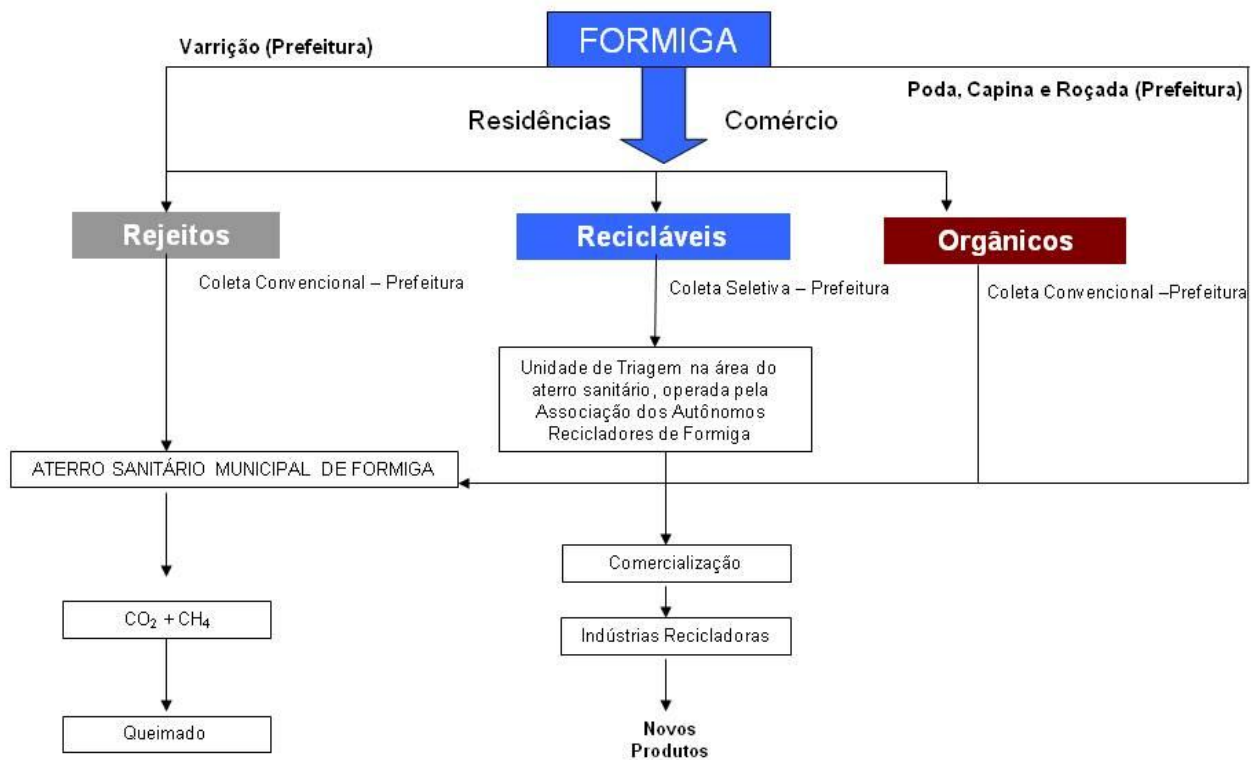 FORMIGA
Varrição (Prefeitura)
Poda, Capina e Roçada (Prefeitura)
Residências
Comércio
Rejeitos
Recicláveis
Orgânicos
Coleta Convencional – Prefeitura
Coleta Seletiva – Prefeitura
Coleta Convencional –Prefeitura
Unidade de Triagem na área do
aterro sanitário, operada pela
Associação dos Autônomos
Recicladores de Formiga
ATERRO SANITÁRIO MUNICIPAL DE FORMIGA
Comercialização
CO₂ + CH₄
Indústrias Recicladoras
Queimado
Novos
Produtos